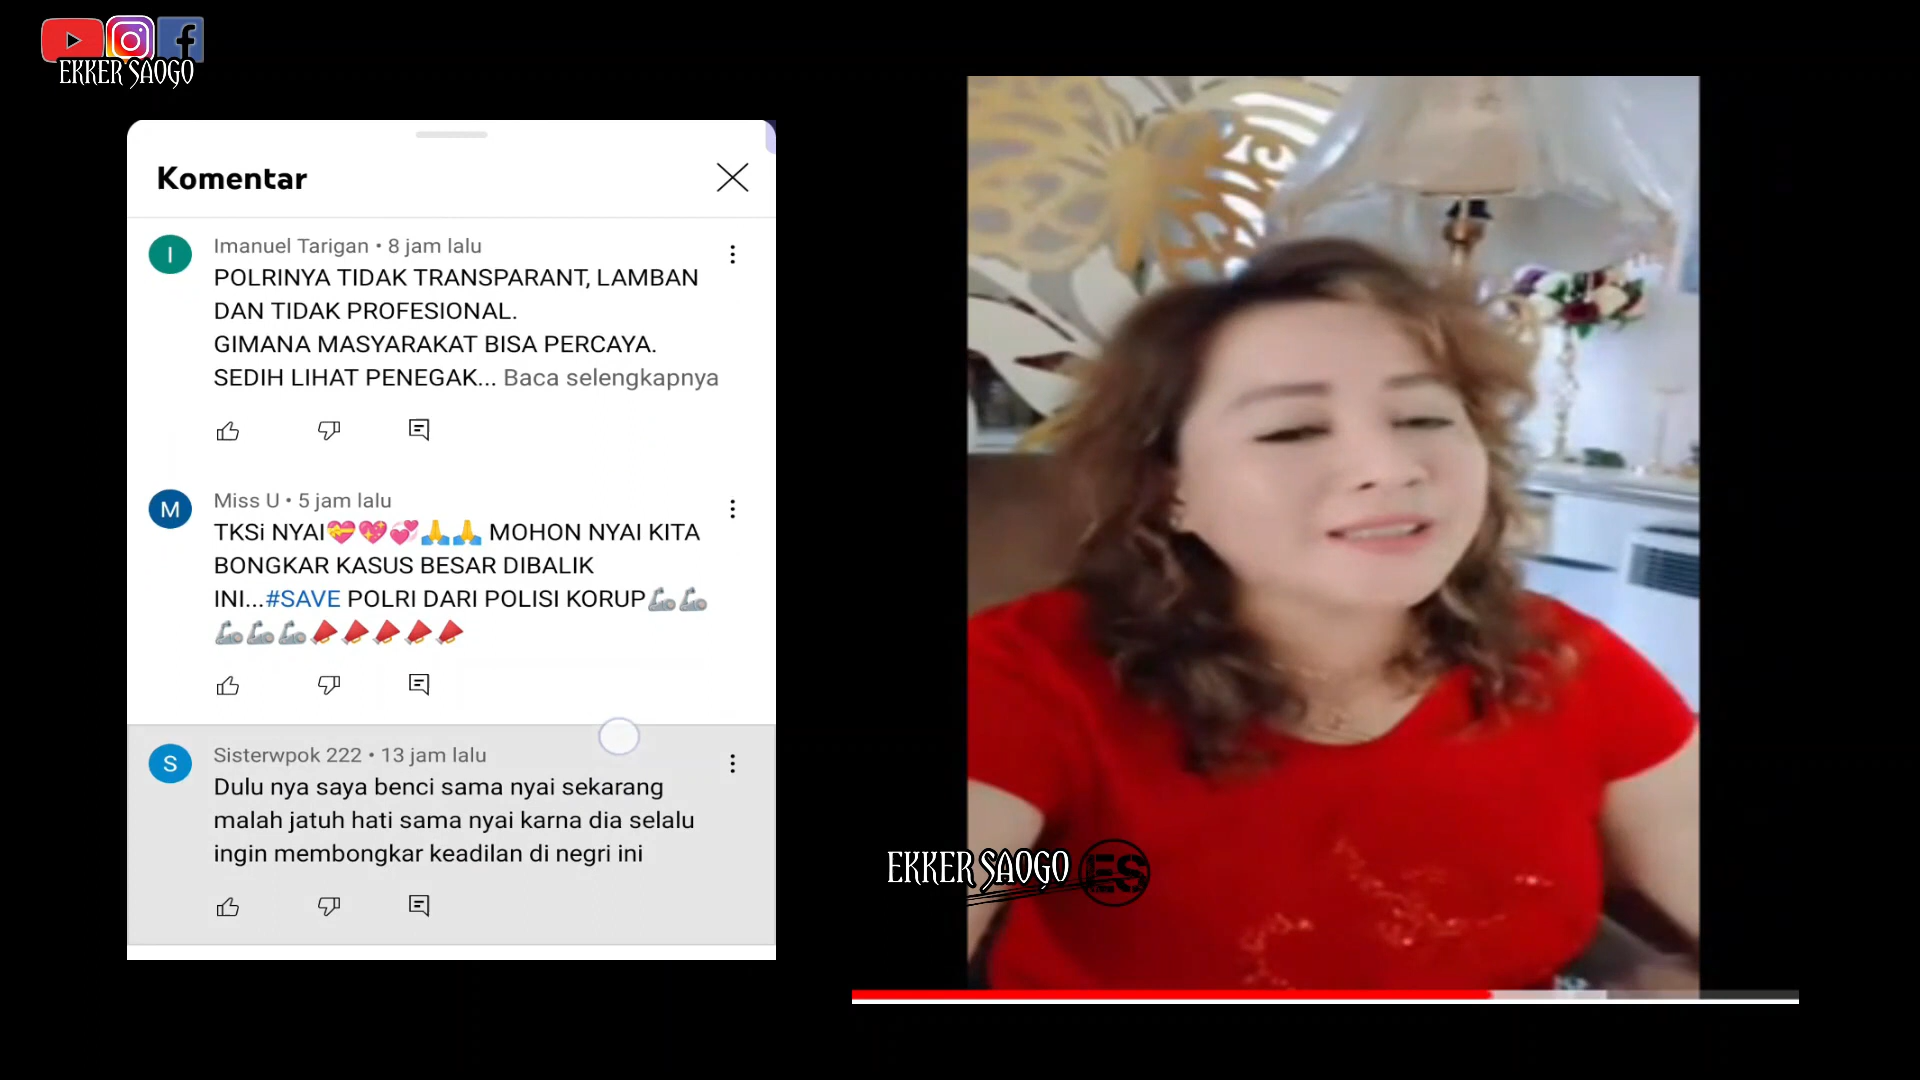 EKKER SAOGO
Komentar
I
Imanuel Tarigan • 8 jam lalu
POLRINYA TIDAK TRANSPARANT, LAMBAN
DAN TIDAK PROFESIONAL.
GIMANA MASYARAKAT BISA PERCAYA.
SEDIH LIHAT PENEGAK... Baca selengkapnya
M
Miss U • 5 jam lalu
TKSi NYAI💝💖💞🙏🙏 MOHON NYAI KITA
BONGKAR KASUS BESAR DIBALIK
INI...#SAVE POLRI DARI POLISI KORUP🦾🦾
🦾🦾🦾📣📣📣📣📣
S
Sisterwpok 222 • 13 jam lalu
Dulu nya saya benci sama nyai sekarang
malah jatuh hati sama nyai karna dia selalu
ingin membongkar keadilan di negri ini
EKKER SAOGO ES